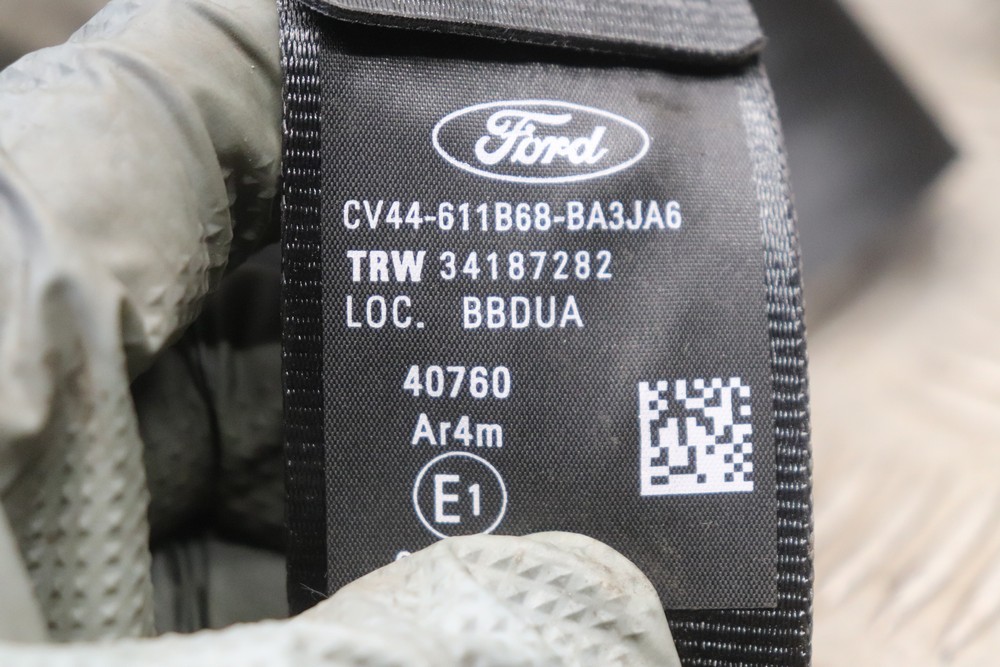 Ford
CV44-611B68-BA3JA6
TRW 34187282
LOC. BBDUA
40760
Ar4m
E1